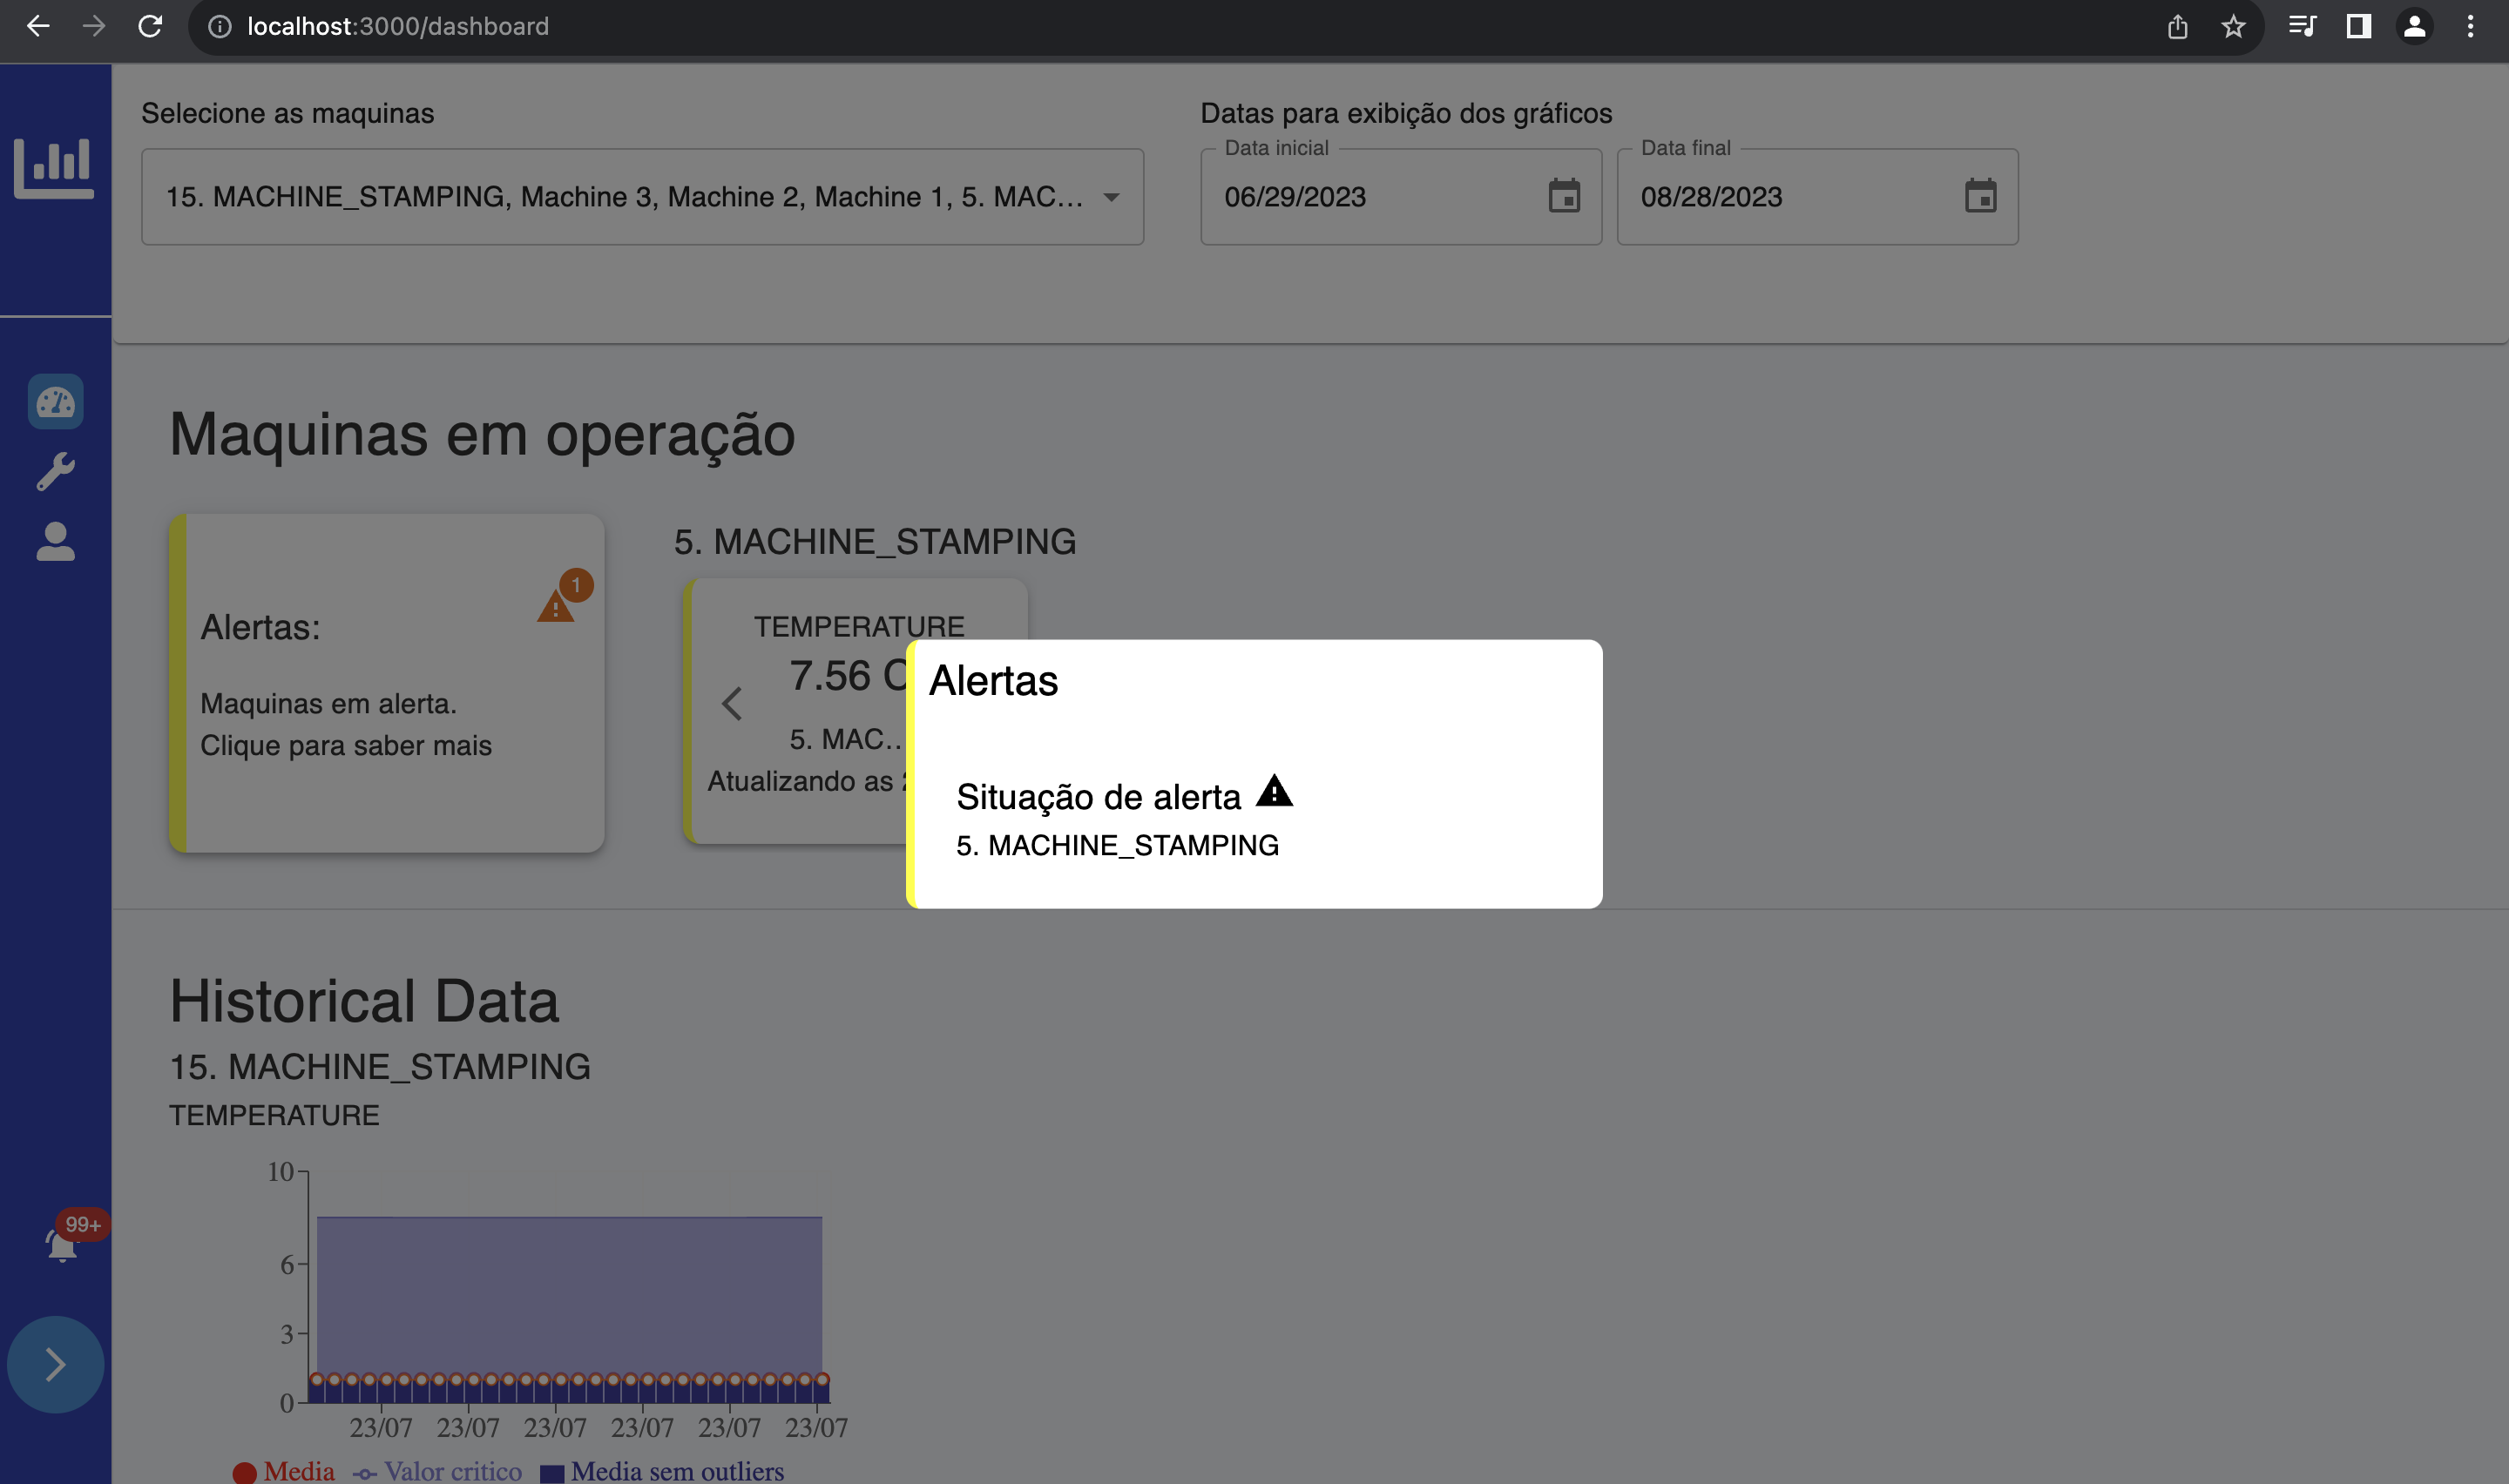 localhost:3000/dashboard
Selecione as maquinas
15. MACHINE_STAMPING, Machine 3, Machine 2, Machine 1, 5. MAC...
Datas para exibição dos gráficos
Data inicial
06/29/2023
Data final
08/28/2023
Maquinas em operação
1
Alertas:
Maquinas em alerta.
Clique para saber mais
5. MACHINE_STAMPING
TEMPERATURE
7.56
5. MAC..
Atualizando as
Alertas
Situação de alerta
5. MACHINE_STAMPING
Historical Data
15. MACHINE_STAMPING
TEMPERATURE
10
6
3
0
23/07 23/07 23/07 23/07 23/07 23/07
Media Valor critico Media sem outliers
99+